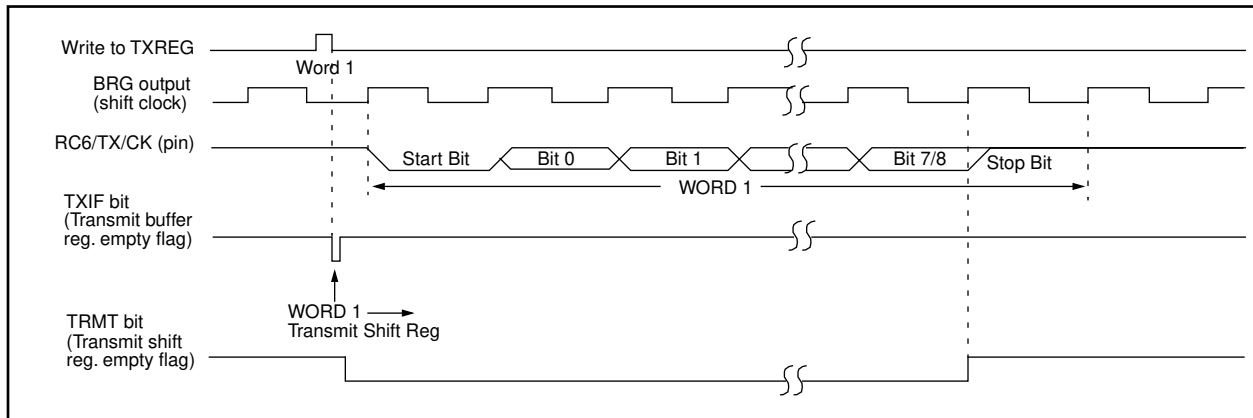 Write to TXREG
Word 1
BRG output
(shift clock)
RC6/TX/CK (pin)
Start Bit
Bit 0
Bit 1
Bit 7/8
Stop Bit
WORD 1
TXIF bit
(Transmit buffer
reg. empty flag)
WORD 1
Transmit Shift Reg
TRMT bit
(Transmit shift
reg. empty flag)